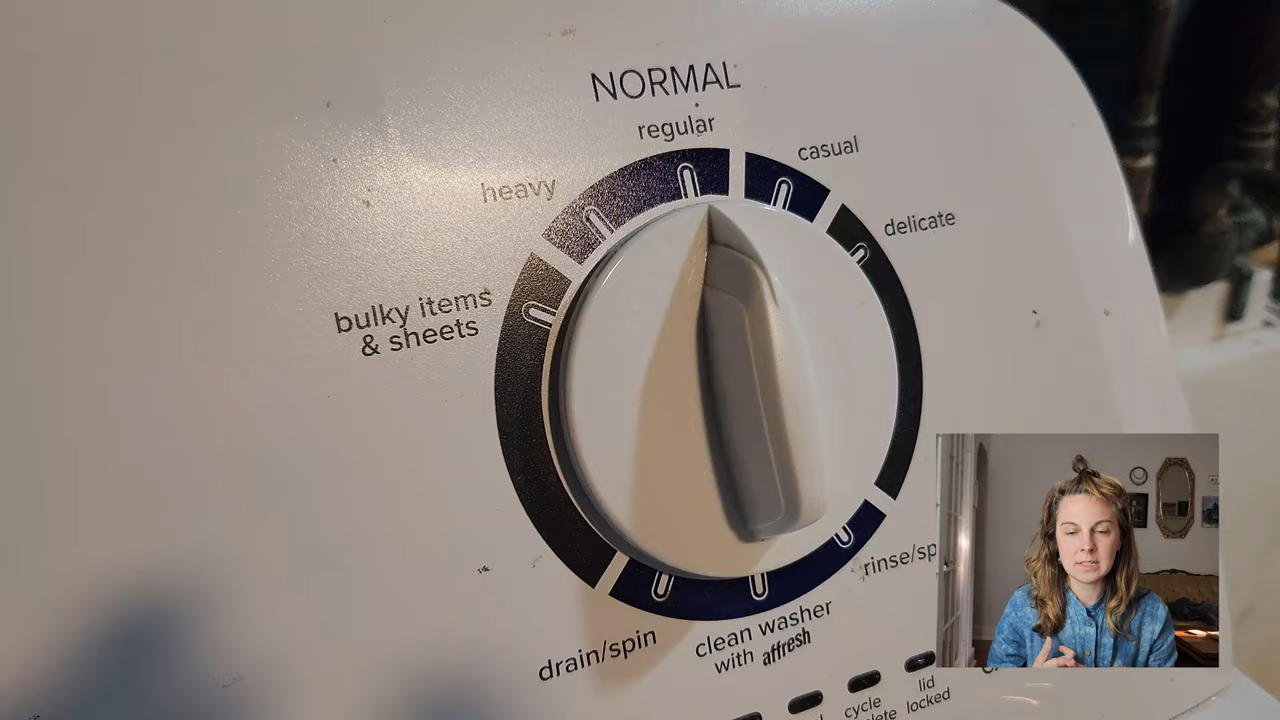 NORMAL
regular
casual
heavy
delicate
bulky items
& sheets
drain/spin
clean washer
with affresh
cycle
lid
locked